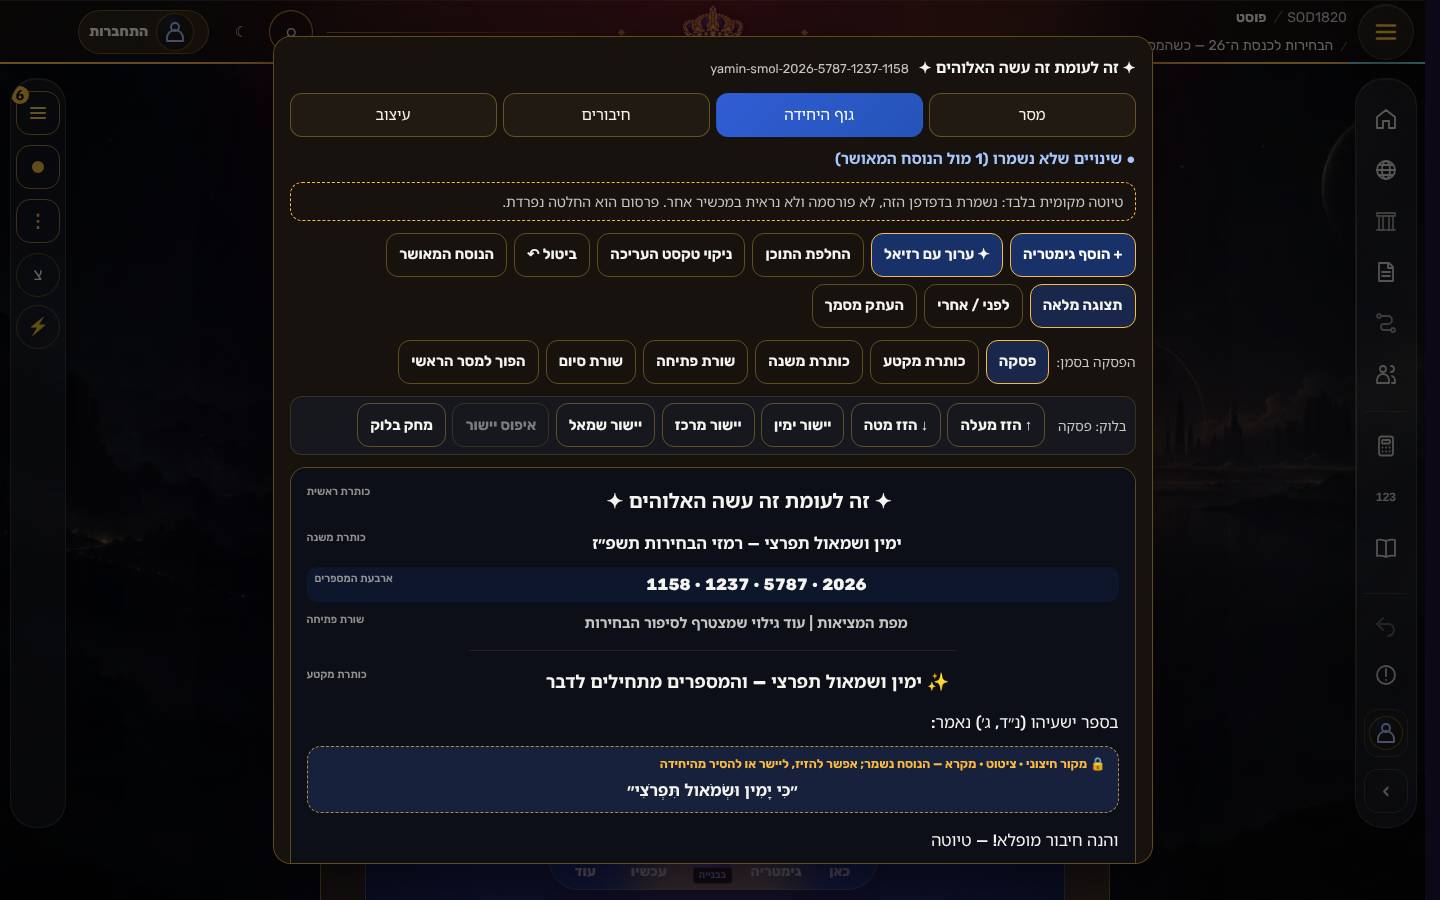 SOD1820 / פוסט
/ הבחירות לכנסת ה־26 — כשהמס
התחברות
✦ זה לעומת זה עשה האלוהים ✦ yamin-smol-2026-5787-1237-1158
מסר
גוף היחידה
חיבורים
עיצוב
● שינויים שלא נשמרו (1 מול הנוסח המאושר)
טיוטה מקומית בלבד: נשמרת בדפדפן הזה, לא פורסמה ולא נראית במכשיר אחר. פרסום הוא החלטה נפרדת.
+ הוסף גימטריה
✦ ערוך עם רזיאל
החלפת התוכן
ניקוי טקסט העריכה
ביטול ↶
הנוסח המאושר
תצוגה מלאה
לפני / אחרי
העתק מסמך
הפסקה בסמן:
פסקה
כותרת מקטע
כותרת משנה
שורת פתיחה
שורת סיום
הפוך למסר הראשי
בלוק: פסקה
↑ הזז מעלה
↓ הזז מטה
יישור ימין
יישור מרכז
יישור שמאל
איפוס יישור
מחק בלוק
✦ זה לעומת זה עשה האלוהים ✦
כותרת ראשית
ימין ושמאול תפרצי — רמזי הבחירות תשפ״ז
כותרת משנה
2026 • 5787 • 1237 • 1158
ארבעת המספרים
מפת המציאות | עוד גילוי שמצטרף לסיפור הבחירות
שורת פתיחה
✨ ימין ושמאול תפרצי — והמספרים מתחילים לדבר
כותרת מקטע
בספר ישעיהו (נ״ד, ג׳) נאמר:
🔒 מקור חיצוני • ציטוט • מקרא — הנוסח נשמר; אפשר להזיז, ליישר או להסיר מהיחידה
״כִּי יָמִין וּשְׂמֹאול תִּפְרֹצִי״
והנה חיבור מופלא! — טיוטה
כאן
גימטריה
בבנייה
עכשיו
עוד
6
צ
123